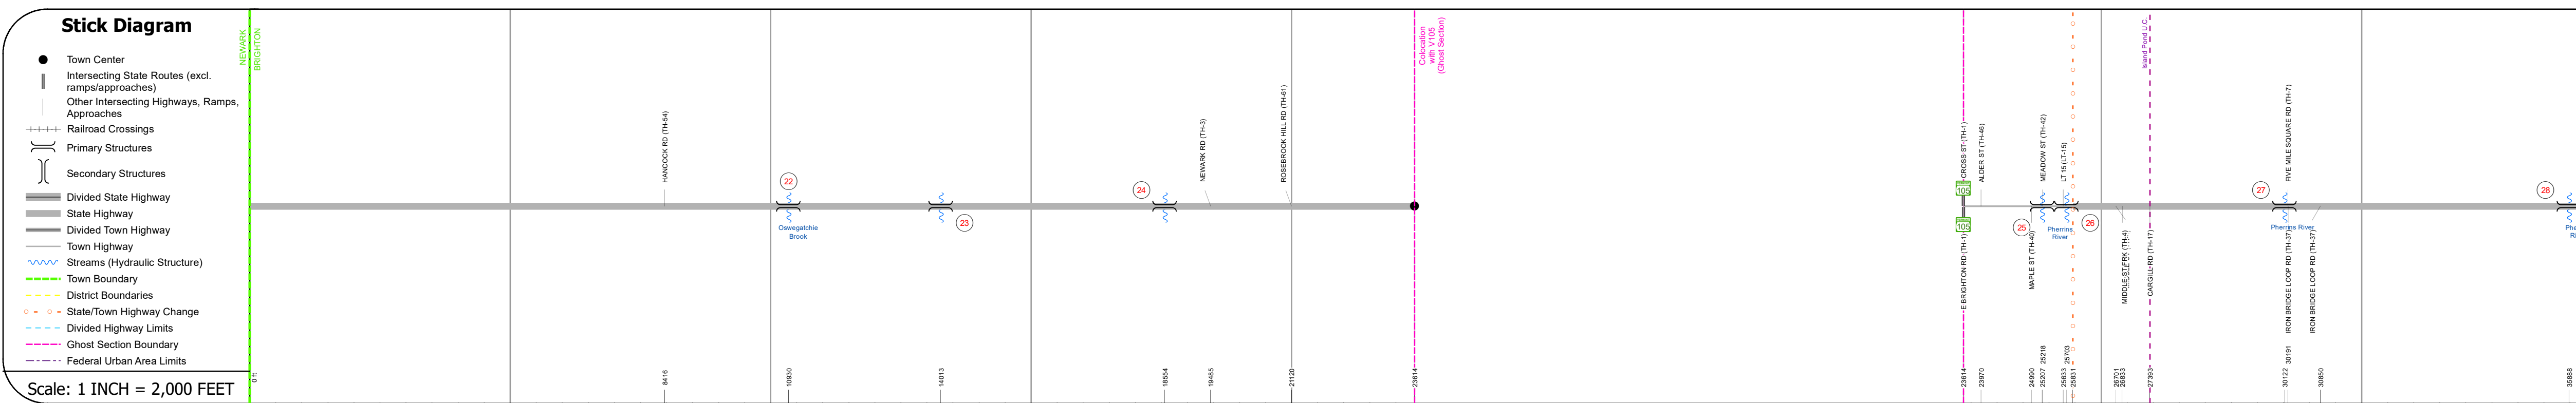 Stick Diagram
Town Center
Intersecting State Routes (excl.
ramps/approaches)
Other Intersecting Highways, Ramps,
Approaches
Railroad Crossings
Primary Structures
Secondary Structures
Divided State Highway
State Highway
Divided Town Highway
Town Highway
Streams (Hydraulic Structure)
Town Boundary
District Boundaries
State/Town Highway Change
Divided Highway Limits
Ghost Section Boundary
Federal Urban Area Limits
Scale: 1 INCH = 2,000 FEET
NEWARK
BRIGHTON
0 ft
HANCOCK RD (TH-54)
8416
22
Oswegatchie
Brook
10930
23
14013
24
18554
NEWARK RD (TH-3)
19485
ROSEBROOK HILL RD (TH-61)
21120
Colocation
with V105
(Ghost Section)
23614
CROSS ST (TH-1)
105
105
E BRIGHTON RD (TH-1)
23614
ALDER ST (TH-46)
23970
25
MAPLE ST (TH-40)
24990
MEADOW ST (TH-42)
25207
25218
LT 15 (LT-15)
Pherrins
River
25633
25703
26
25831
MIDDLE ST FRK (TH-4)
26701
26833
Island Pond U.C.
CARGILL RD (TH-17)
27393
27
FIVE MILE SQUARE RD (TH-7)
Pherrins River
IRON BRIDGE LOOP RD (TH-37)
30122
30191
IRON BRIDGE LOOP RD (TH-37)
30850
28
35888